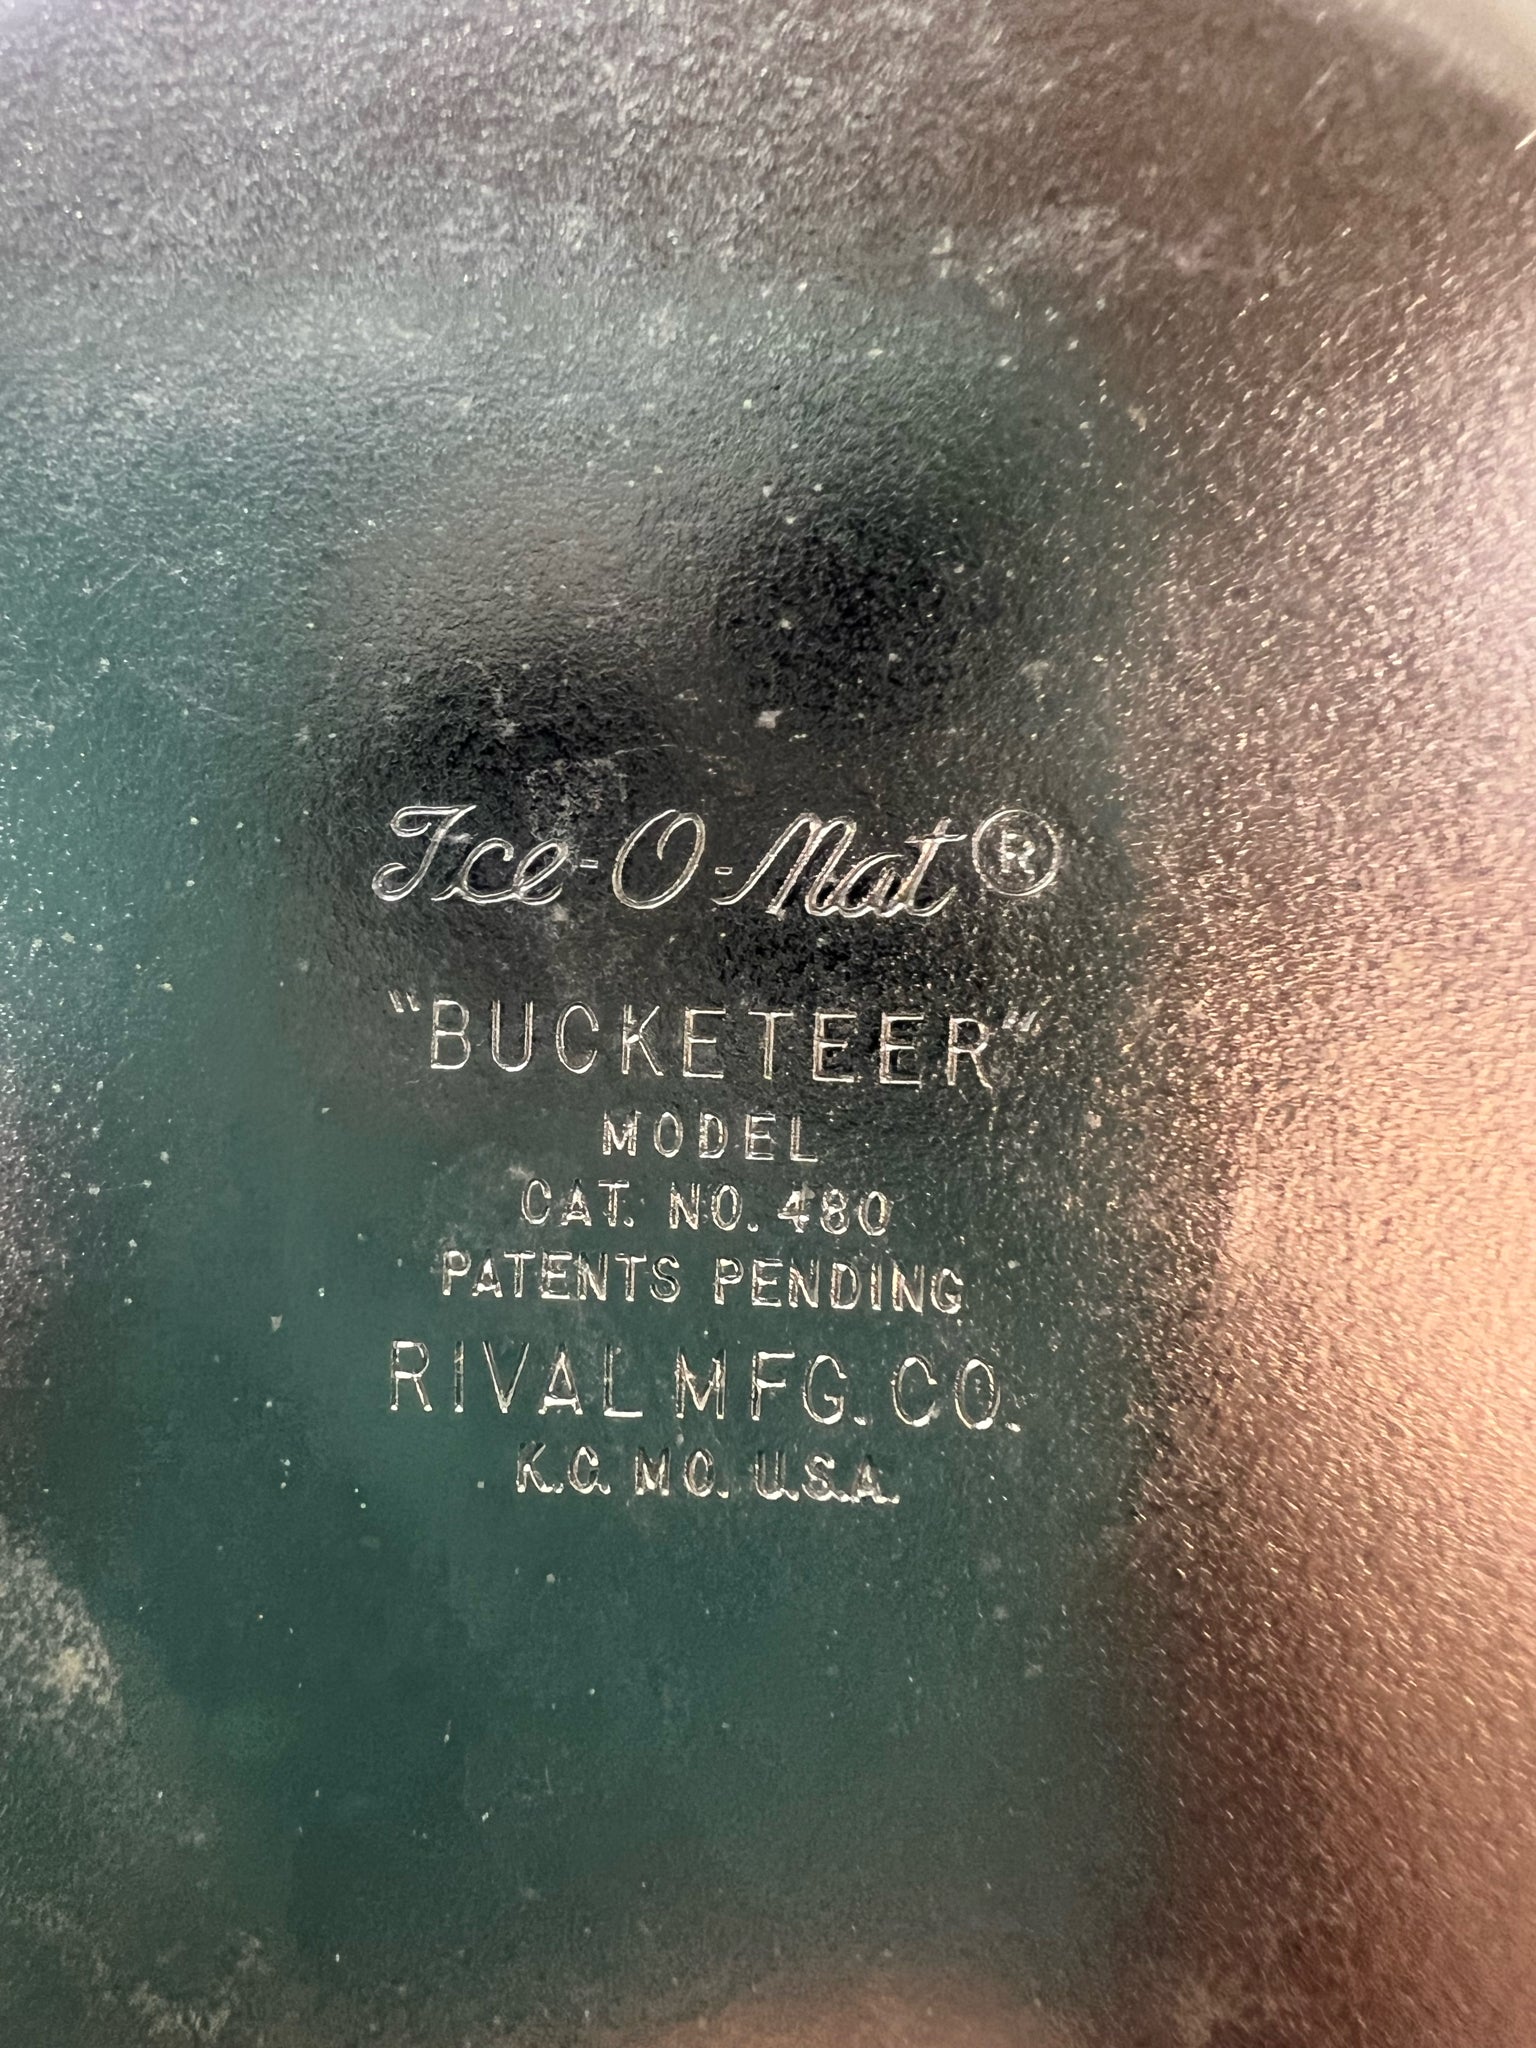 Ice-O-Mat®
"BUCKETEER"
MODEL
CAT. NO. 480
PATENTS PENDING
RIVAL MFG. CO.
K.C. MO. U.S.A.